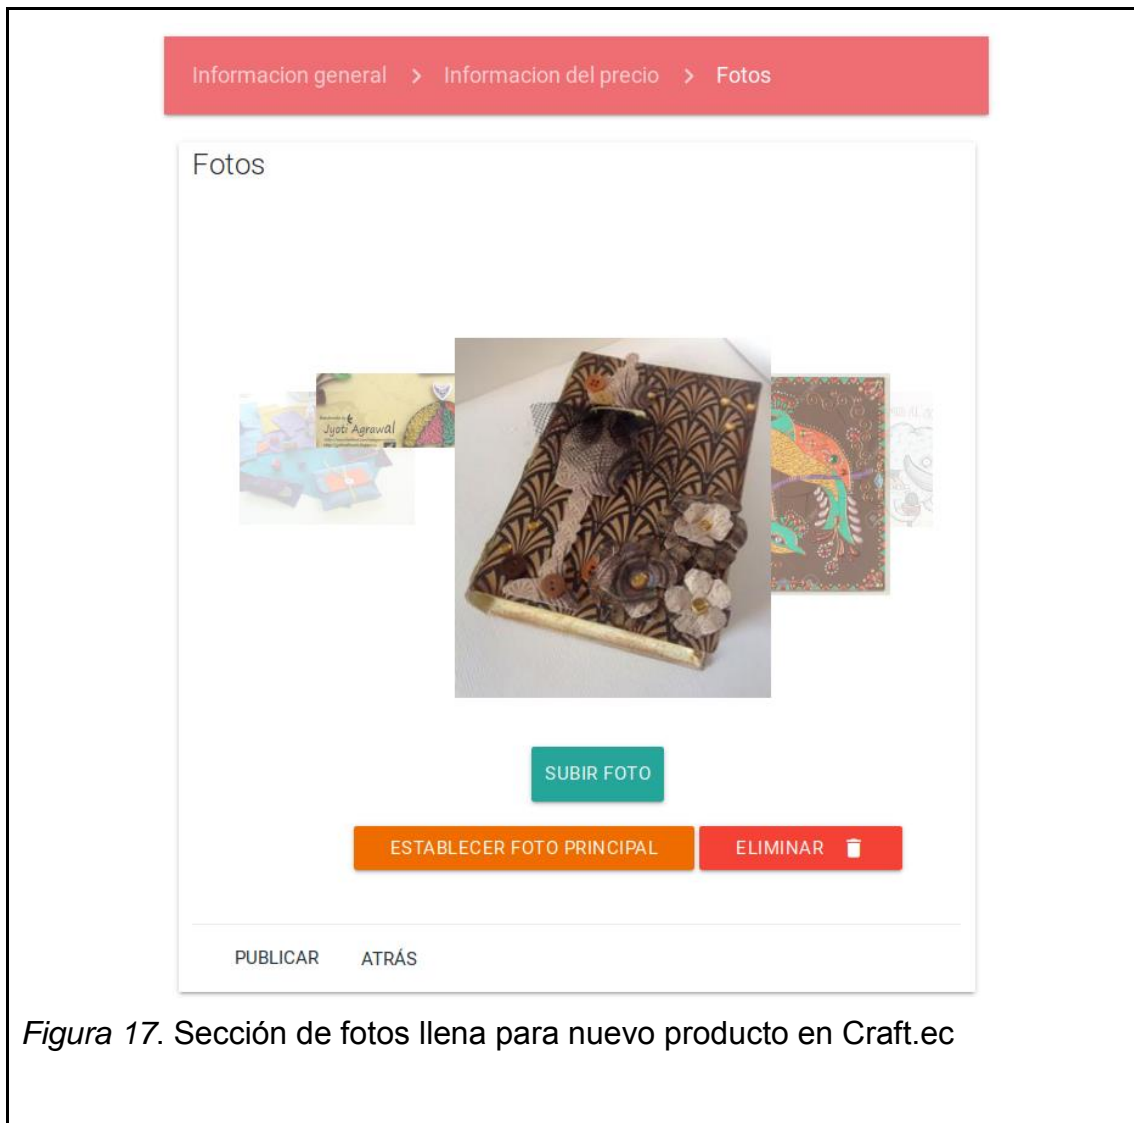 Informacion general > Informacion del precio > Fotos
Fotos
Jyoti Agrawal
SUBIR FOTO
ESTABLECER FOTO PRINCIPAL
ELIMINAR
PUBLICAR ATRÁS
Figura 17. Sección de fotos llena para nuevo producto en Craft.ec